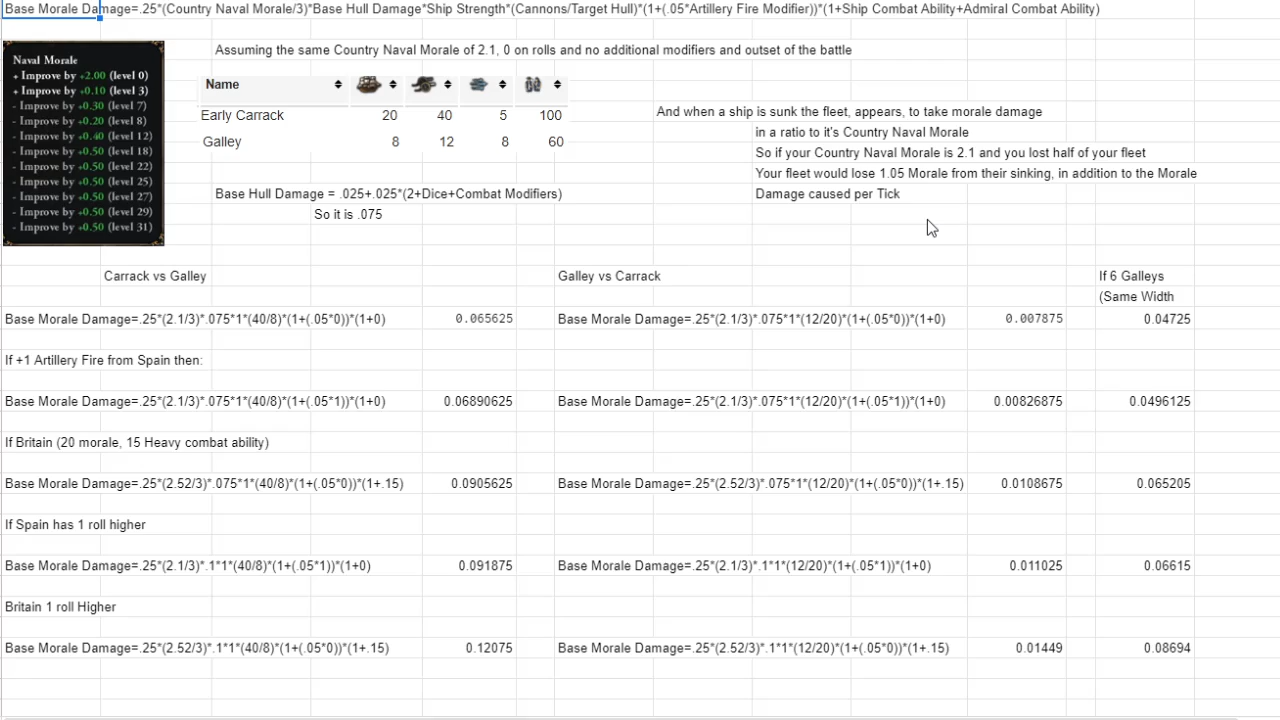 Base Morale Damage=.25*(Country Naval Morale/3)*Base Hull Damage*Ship Strength*(Cannons/Target Hull)*(1+(.05*Artillery Fire Modifier))*(1+Ship Combat Ability+Admiral Combat Ability)
Assuming the same Country Naval Morale of 2.1, 0 on rolls and no additional modifiers and outset of the battle
Naval Morale
+ Improve by +2.00 (level 0)
+ Improve by +0.10 (level 3)
- Improve by +0.30 (level 7)
- Improve by +0.20 (level 8)
- Improve by +0.40 (level 12)
- Improve by +0.50 (level 18)
- Improve by +0.50 (level 22)
- Improve by +0.50 (level 25)
- Improve by +0.50 (level 27)
- Improve by +0.50 (level 29)
- Improve by +0.50 (level 31)
Name
Early Carrack 20 40 5 100
Galley 8 12 8 60
And when a ship is sunk the fleet, appears, to take morale damage
in a ratio to it's Country Naval Morale
So if your Country Naval Morale is 2.1 and you lost half of your fleet
Your fleet would lose 1.05 Morale from their sinking, in addition to the Morale
Damage caused per Tick
Base Hull Damage = .025+.025*(2+Dice+Combat Modifiers)
So it is .075
Carrack vs Galley Galley vs Carrack If 6 Galleys
(Same Width
Base Morale Damage=.25*(2.1/3)*.075*1*(40/8)*(1+(.05*0))*(1+0) 0.065625 Base Morale Damage=.25*(2.1/3)*.075*1*(12/20)*(1+(.05*0))*(1+0) 0.007875 0.04725
If +1 Artillery Fire from Spain then:
Base Morale Damage=.25*(2.1/3)*.075*1*(40/8)*(1+(.05*1))*(1+0) 0.06890625 Base Morale Damage=.25*(2.1/3)*.075*1*(12/20)*(1+(.05*1))*(1+0) 0.00826875 0.0496125
If Britain (20 morale, 15 Heavy combat ability)
Base Morale Damage=.25*(2.52/3)*.075*1*(40/8)*(1+(.05*0))*(1+.15) 0.0905625 Base Morale Damage=.25*(2.52/3)*.075*1*(12/20)*(1+(.05*0))*(1+.15) 0.0108675 0.065205
If Spain has 1 roll higher
Base Morale Damage=.25*(2.1/3)*.1*1*(40/8)*(1+(.05*1))*(1+0) 0.091875 Base Morale Damage=.25*(2.1/3)*.1*1*(12/20)*(1+(.05*1))*(1+0) 0.011025 0.06615
Britain 1 roll Higher
Base Morale Damage=.25*(2.52/3)*.1*1*(40/8)*(1+(.05*0))*(1+.15) 0.12075 Base Morale Damage=.25*(2.52/3)*.1*1*(12/20)*(1+(.05*0))*(1+.15) 0.01449 0.08694